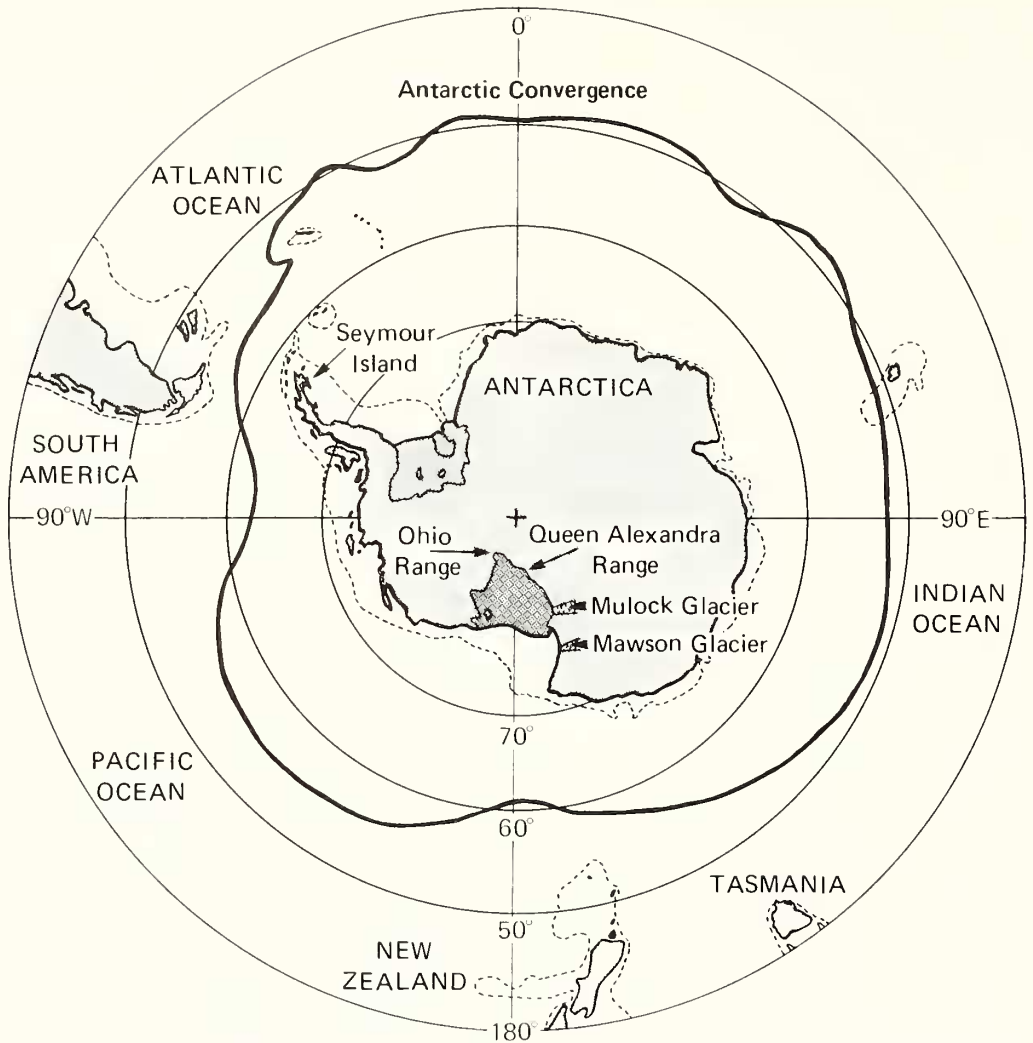 0°
Antarctic Convergence
ATLANTIC
OCEAN
Seymour
Island
ANTARCTICA
SOUTH
AMERICA
90°W
90°E
Ohio
Range
Queen Alexandra
Range
Mulock Glacier
INDIAN
OCEAN
Mawson Glacier
70°
PACIFIC
OCEAN
60°
TASMANIA
50°
NEW
ZEALAND
180°